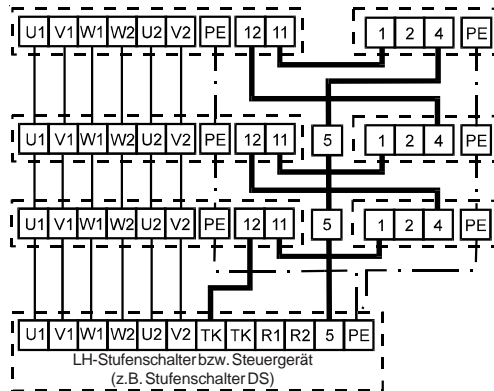 U1 V1 W1 W2 U2 V2 PE 12 11 1 2 4 PE
U1 V1 W1 W2 U2 V2 PE 12 11 5 1 2 4 PE
U1 V1 W1 W2 U2 V2 PE 12 11 5 1 2 4 PE
U1 V1 W1 W2 U2 V2 TK TK R1 R2 5 PE
LH-Stufenschalter bzw. Steuergerät
(z.B. Stufenschalter DS)